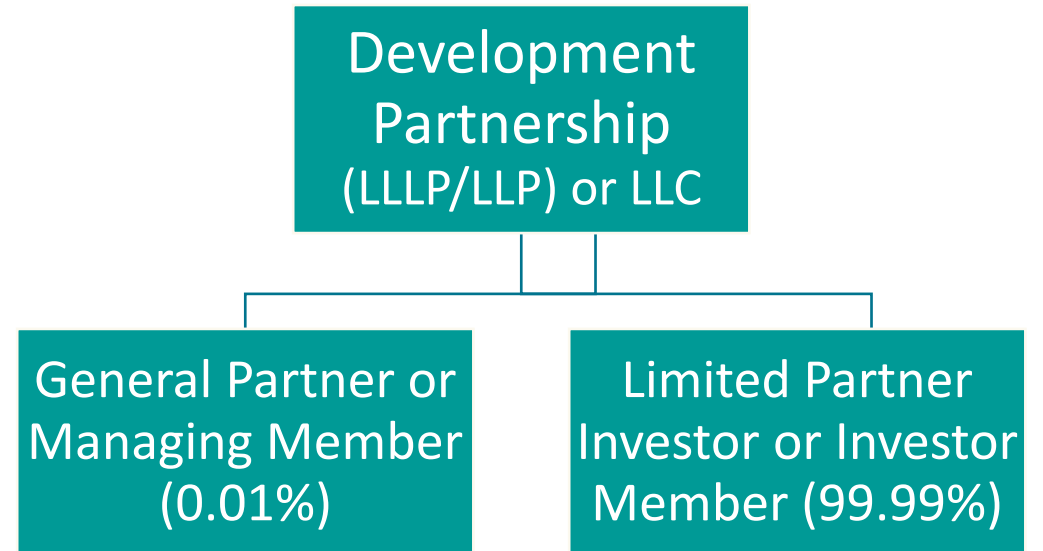 Development
Partnership
(LLLP/LLP) or LLC
General Partner or
Managing Member
(0.01%)
Limited Partner
Investor or Investor
Member (99.99%)